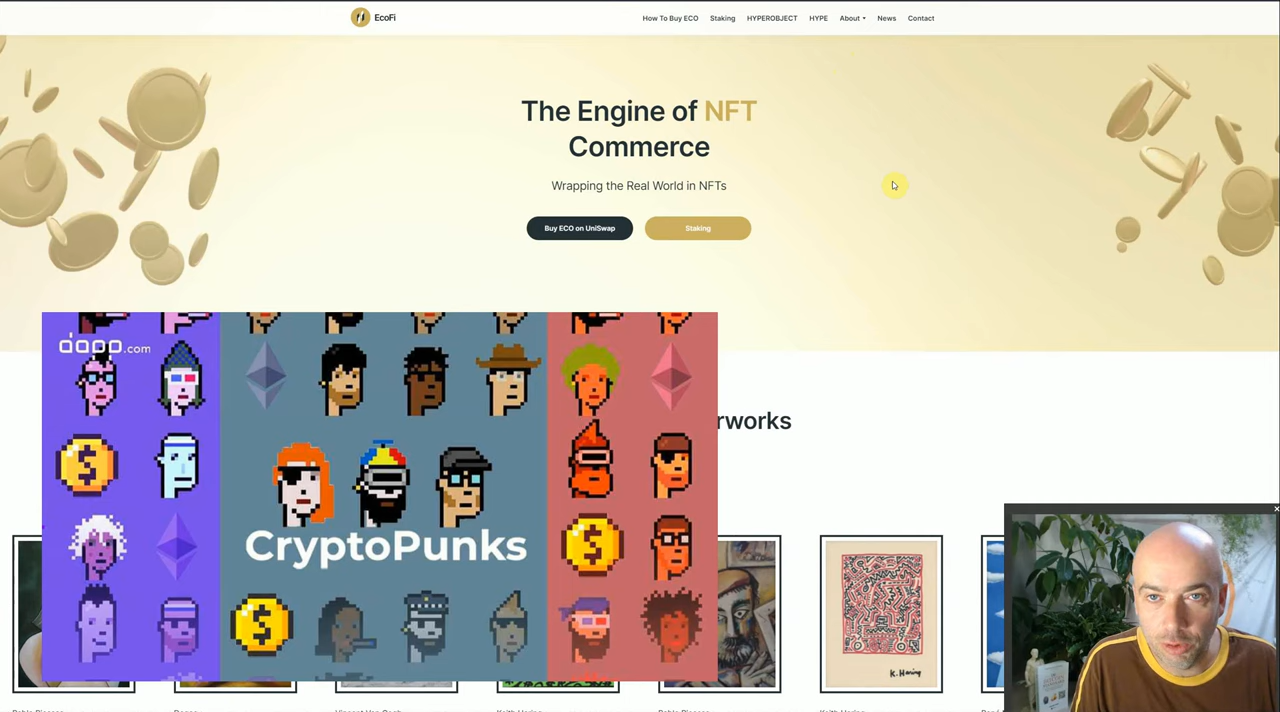 EcoFi
How To Buy ECO
Staking
HYPEROBJECT
HYPE
About
News
Contact
The Engine of NFT
Commerce
Wrapping the Real World in NFTs
Buy ECO on UniSwap
Staking
dapp.com
CryptoPunks
rworks
K. Haring